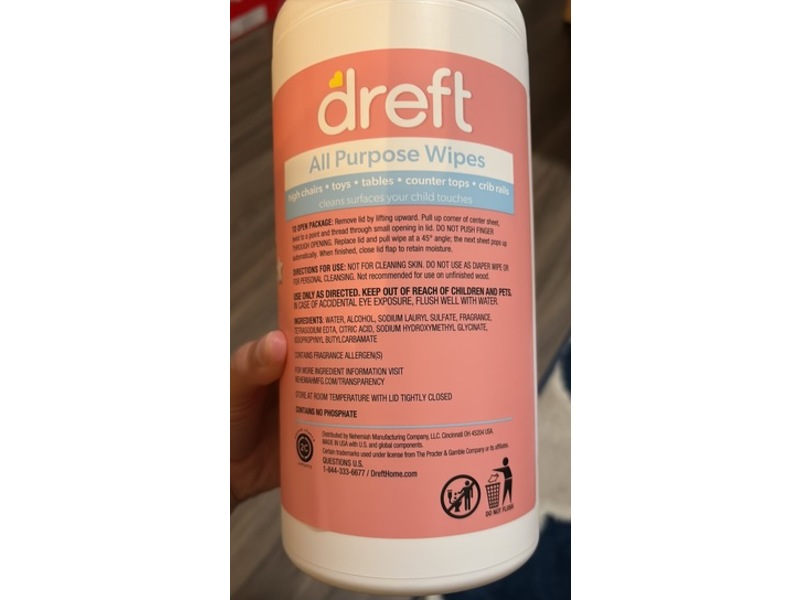 dreft
All Purpose Wipes
high chairs • toys • tables • counter tops • crib rails
cleans surfaces your child touches
TO OPEN PACKAGE: Remove lid by lifting upward. Pull up corner of center sheet,
twist to a point and thread through small opening in lid. DO NOT PUSH FINGER
THROUGH OPENING. Replace lid and pull wipe at a 45° angle; the next sheet pops up
automatically. When finished, close lid flap to retain moisture.
DIRECTIONS FOR USE: NOT FOR CLEANING SKIN. DO NOT USE AS DIAPER WIPE OR
FOR PERSONAL CLEANSING. Not recommended for use on unfinished wood.
USE ONLY AS DIRECTED. KEEP OUT OF REACH OF CHILDREN AND PETS.
IN CASE OF ACCIDENTAL EYE EXPOSURE, FLUSH WELL WITH WATER.
INGREDIENTS: WATER, ALCOHOL, SODIUM LAURYL SULFATE, FRAGRANCE,
TETRASODIUM EDTA, CITRIC ACID, SODIUM HYDROXYMETHYL GLYCINATE,
IODOPROPYNYL BUTYLCARBAMATE
CONTAINS FRAGRANCE ALLERGEN(S)
FOR MORE INGREDIENT INFORMATION VISIT
NEHEMIAHMFG.COM/TRANSPARENCY
STORE AT ROOM TEMPERATURE WITH LID TIGHTLY CLOSED
CONTAINS NO PHOSPHATE
Distributed by Nehemiah Manufacturing Company, LLC. Cincinnati OH 45204 USA.
MADE IN USA with U.S. and global components.
Certain trademarks used under license from The Procter & Gamble Company or its affiliates.
QUESTIONS U.S.
1-844-333-6677 / DreftHome.com
DO NOT FLUSH